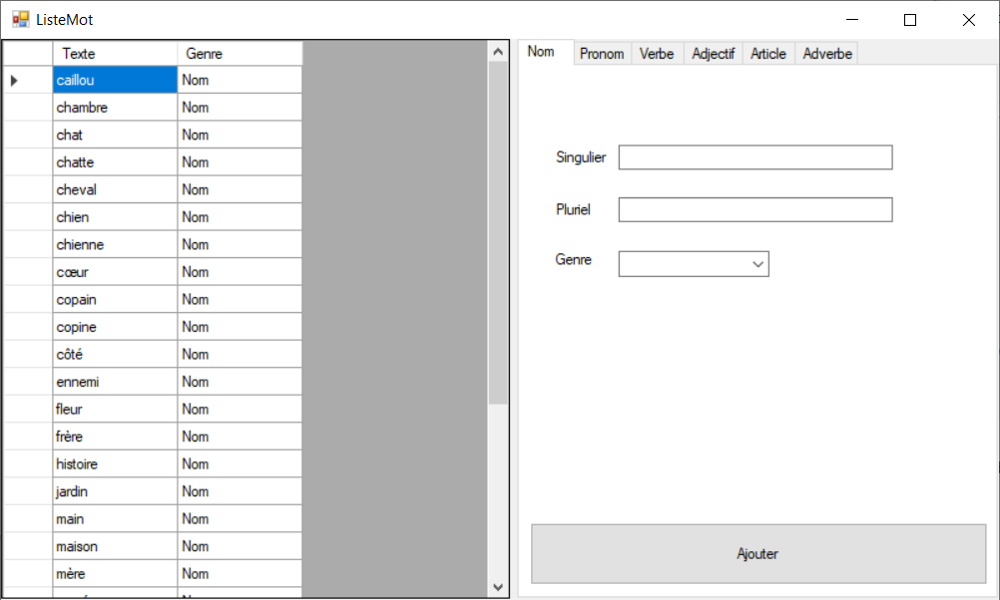 ListeMot
Texte Genre
caillou Nom
chambre Nom
chat Nom
chatte Nom
cheval Nom
chien Nom
chienne Nom
cœur Nom
copain Nom
copine Nom
côté Nom
ennemi Nom
fleur Nom
frère Nom
histoire Nom
jardin Nom
main Nom
maison Nom
mère Nom
Nom Pronom Verbe Adjectif Article Adverbe
Singulier
Pluriel
Genre
Ajouter